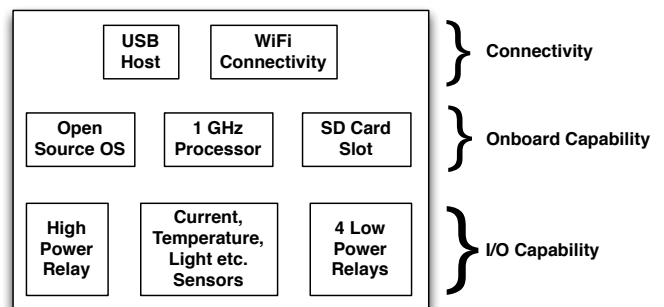 USB
Host
WiFi
Connectivity
Connectivity
Open
Source OS
1 GHz
Processor
SD Card
Slot
Onboard Capability
High
Power
Relay
Current,
Temperature,
Light etc.
Sensors
4 Low
Power
Relays
I/O Capability